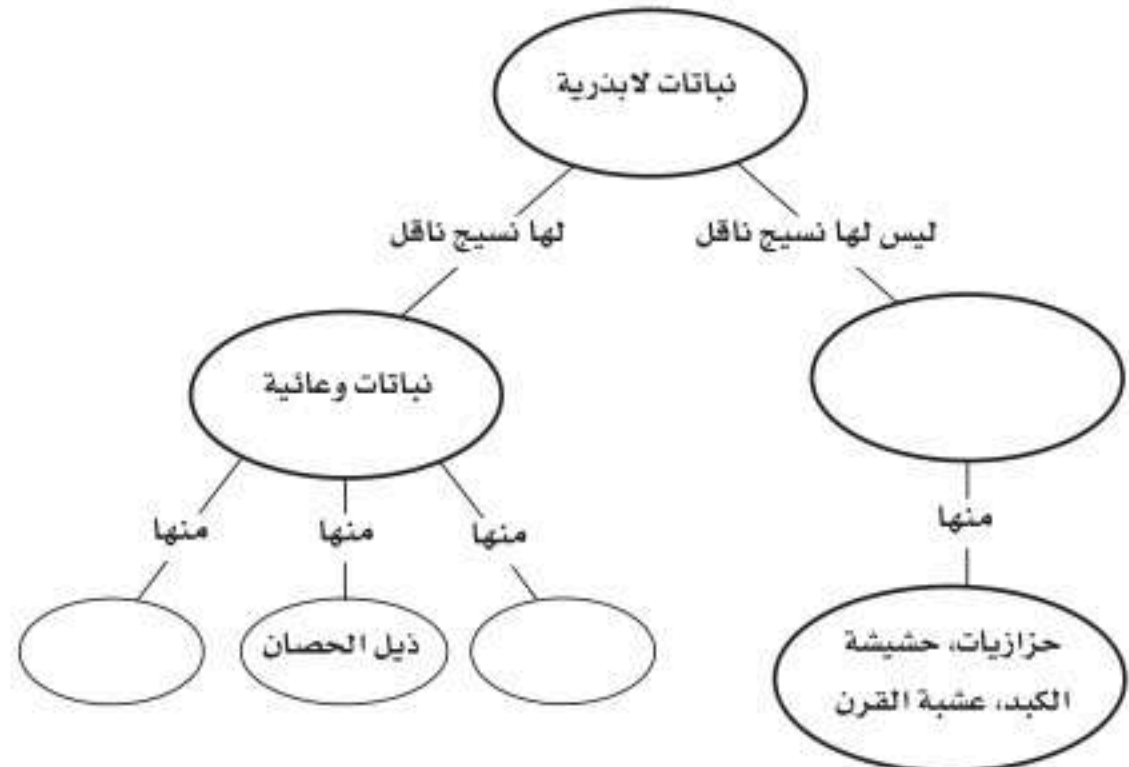 نباتات لابذرية
ليس لها نسيج ناقل
لها نسيج ناقل
نباتات وعائية
منها
منها
منها
منها
ذيل الحصان
حزازيات، حشيشة
الكبد، عشبة القرن